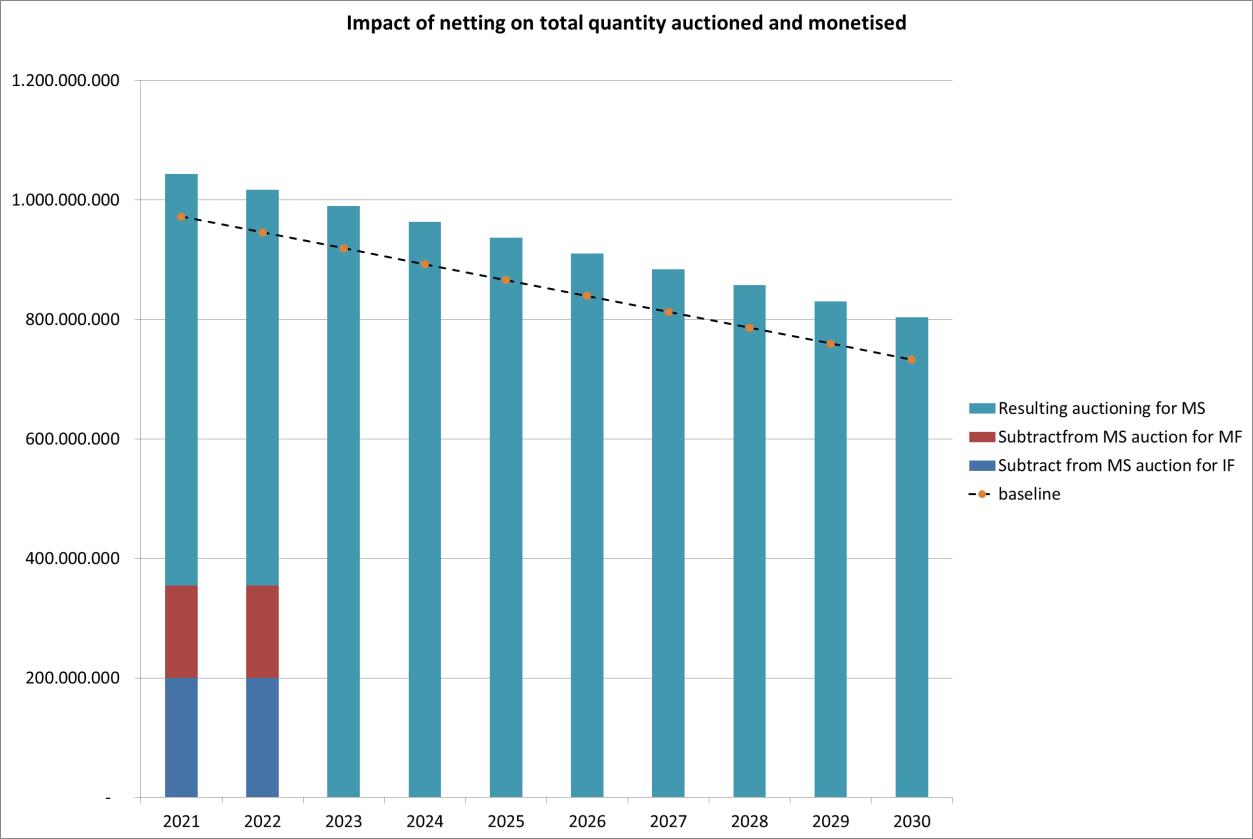 Impact of netting on total quantity auctioned and monetised
1.200.000.000
1.000.000.000
800.000.000
600.000.000
400.000.000
200.000.000
-
2021 2022 2023 2024 2025 2026 2027 2028 2029 2030
Resulting auctioning for MS
Subtractfrom MS auction for MF
Subtract from MS auction for IF
baseline